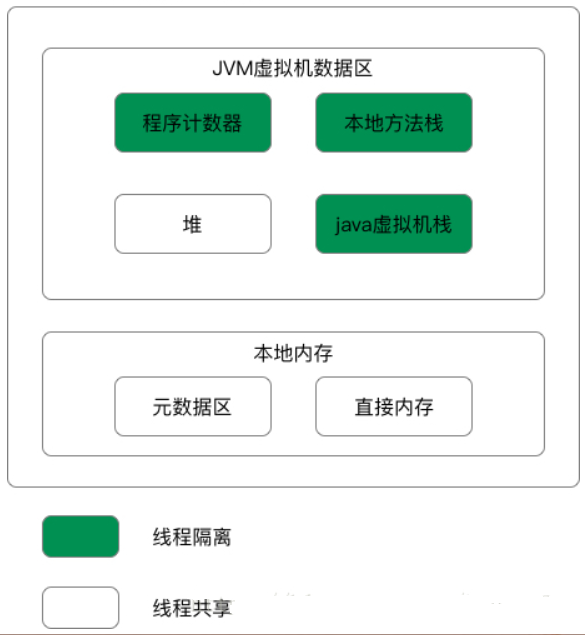 JVM虚拟机数据区
程序计数器 本地方法栈
堆 java虚拟机栈
本地内存
元数据区 直接内存
线程隔离
线程共享